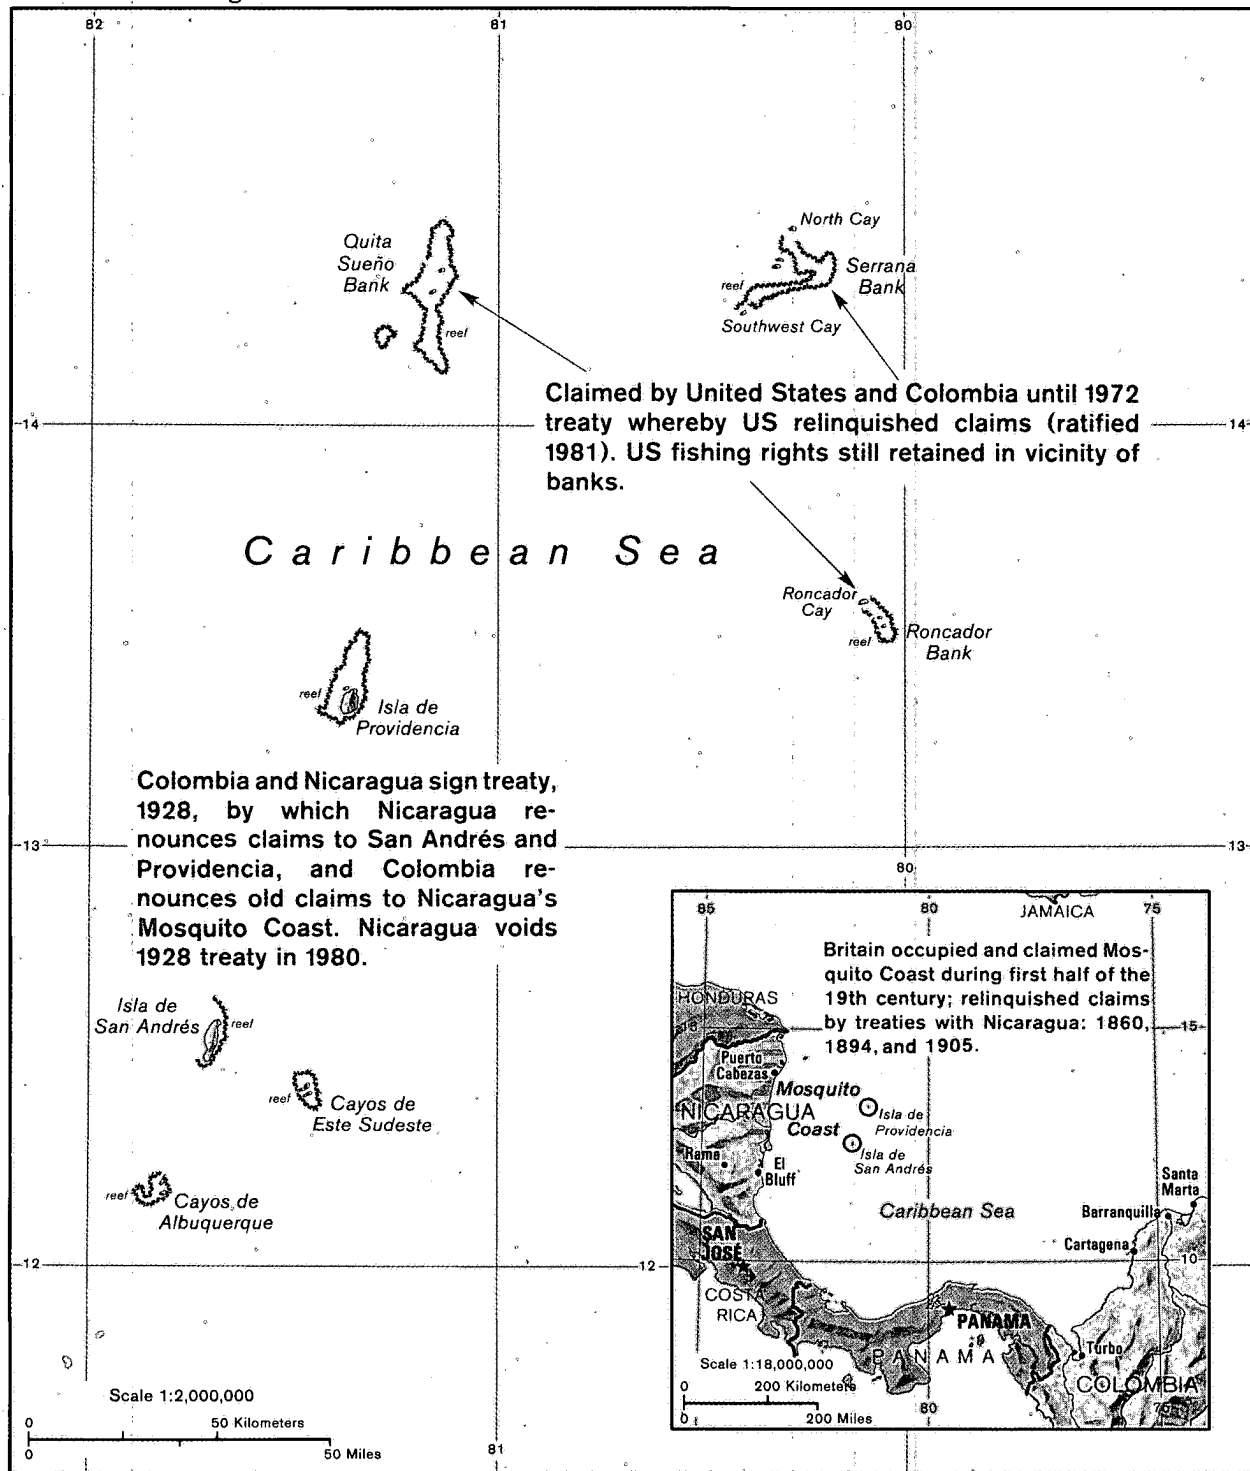 82
81
80
North Cay
Quita
Sueño
Bank
Serrana
Bank
reef
Southwest Cay
reef
Claimed by United States and Colombia until 1972
treaty whereby US relinquished claims (ratified
1981). US fishing rights still retained in vicinity of
banks.
14
14
Caribbean Sea
Roncador
Cay
reef
Roncador
Bank
reef
Isla de
Providencia
Colombia and Nicaragua sign treaty,
1928, by which Nicaragua re-
nounces claims to San Andrés and
Providencia, and Colombia re-
nounces old claims to Nicaragua's
Mosquito Coast. Nicaragua voids
1928 treaty in 1980.
13
13
80
Isla de
San Andrés
reef
reef
Cayos de
Este Sudeste
reef
Cayos de
Albuquerque
12
Scale 1:2,000,000
0 50 Kilometers
0 50 Miles
81
85
80
75
JAMAICA
Britain occupied and claimed Mos-
quito Coast during first half of the
19th century; relinquished claims
by treaties with Nicaragua: 1860,
1894, and 1905.
HONDURAS
15
15
Puerto
Cabezas
Mosquito
NICARAGUA
Coast
Isla de
Providencia
Isla de
San Andrés
Rama
El
Bluff
Santa
Marta
Barranquilla
Cartagena
Caribbean Sea
SAN
JOSÉ
10
COSTA
RICA
PANAMA
PANAMA
Turbo
COLOMBIA
Scale 1:18,000,000
0 200 Kilometers
0 200 Miles
80
75